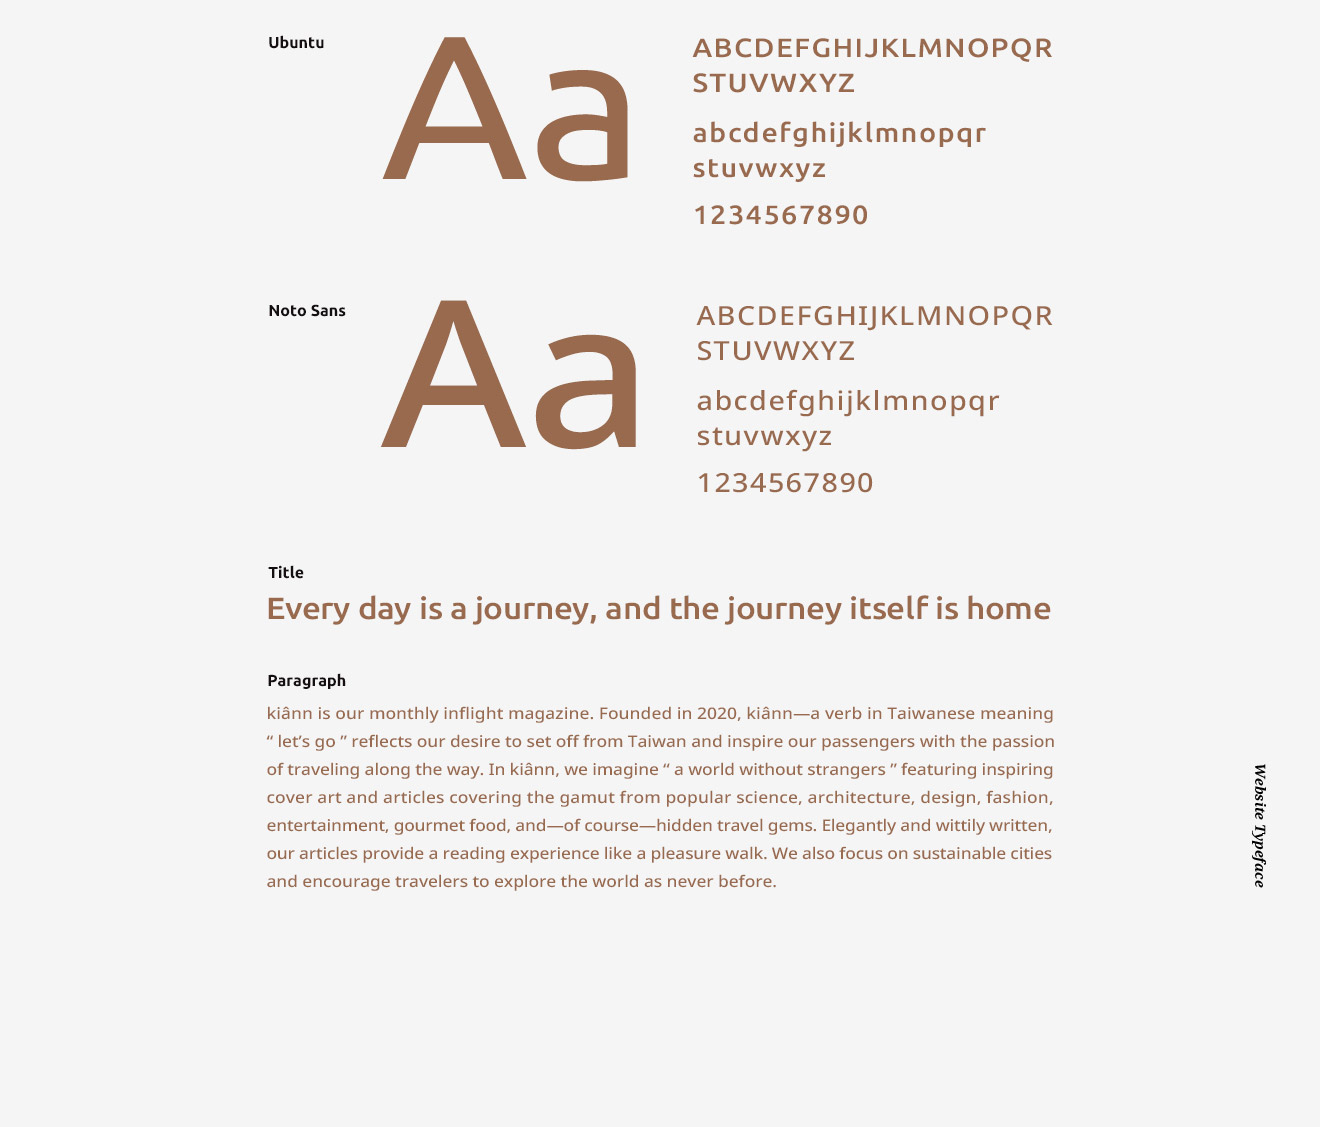 Ubuntu
Aa
ABCDEFGHIJKLMNOPQR
STUVWXYZ
abcdefghijklmnopqr
stuvwxyz
1234567890
Noto Sans
Aa
ABCDEFGHIJKLMNOPQR
STUVWXYZ
abcdefghijklmnopqr
stuvwxyz
1234567890
Title
Every day is a journey, and the journey itself is home
Paragraph
kiânn is our monthly inflight magazine. Founded in 2020, kiânn—a verb in Taiwanese meaning
“ let’s go ” reflects our desire to set off from Taiwan and inspire our passengers with the passion
of traveling along the way. In kiânn, we imagine “ a world without strangers ” featuring inspiring
cover art and articles covering the gamut from popular science, architecture, design, fashion,
entertainment, gourmet food, and—of course—hidden travel gems. Elegantly and wittily written,
our articles provide a reading experience like a pleasure walk. We also focus on sustainable cities
and encourage travelers to explore the world as never before.
Website Typeface